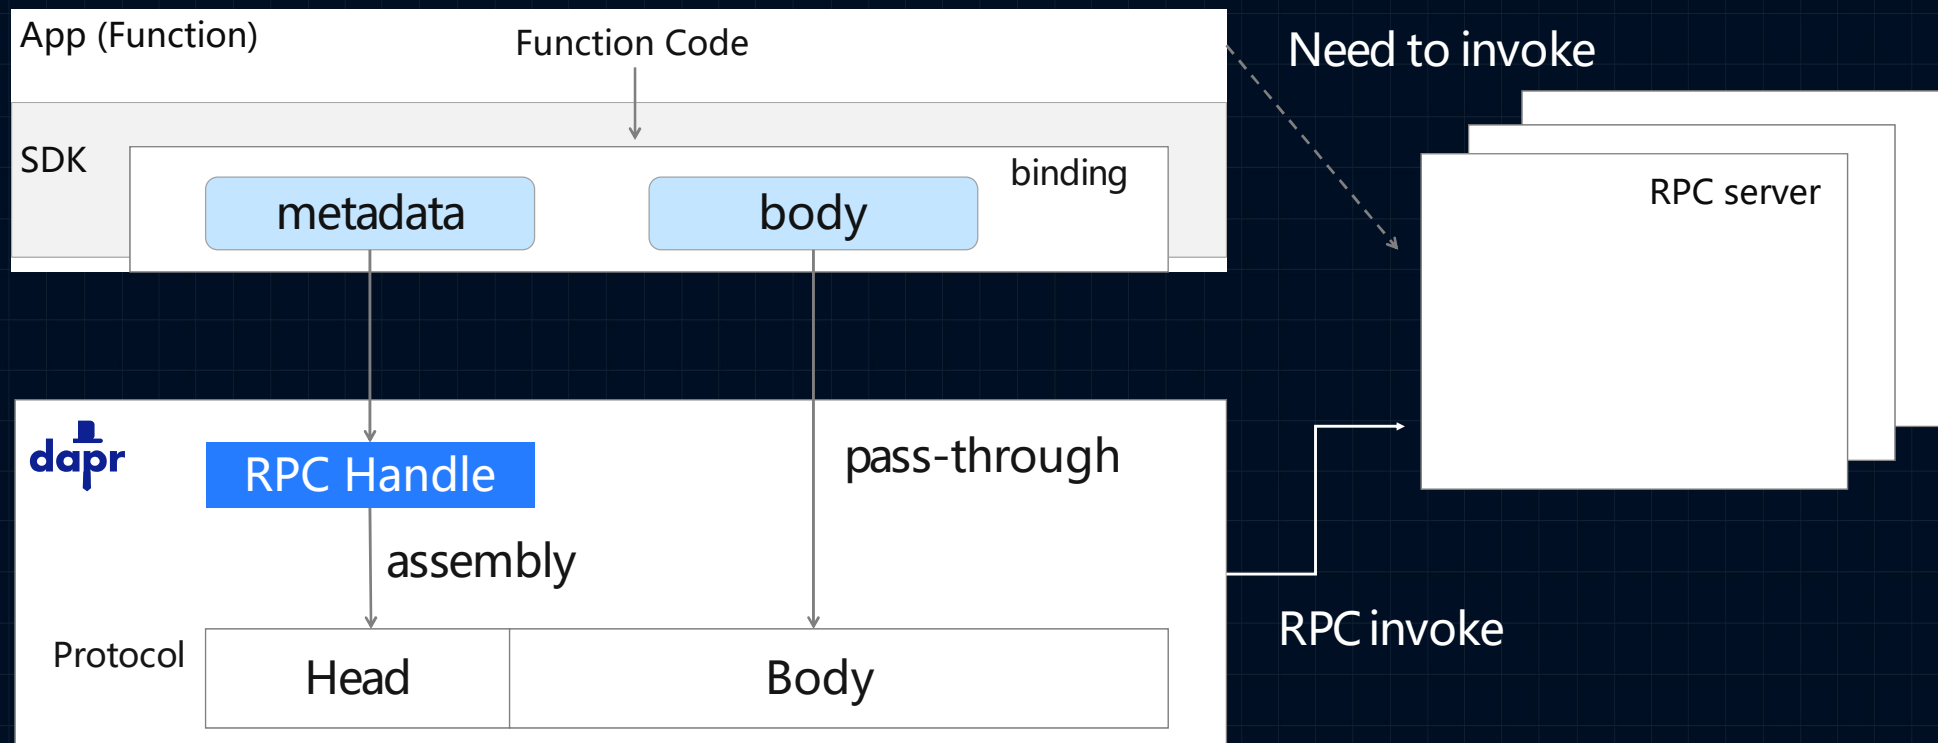 App (Function)
Function Code
Need to invoke
SDK
binding
metadata
body
RPC server
dapr
RPC Handle
pass-through
assembly
RPC invoke
Protocol
Head
Body